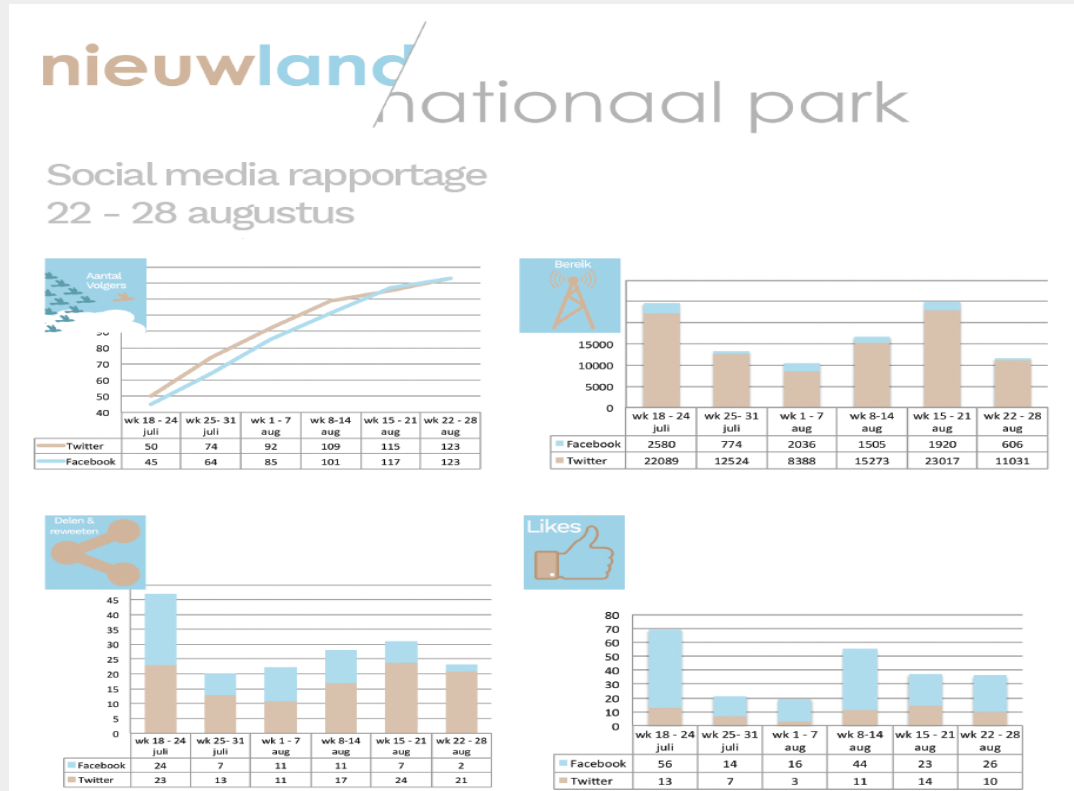 nieuwland
nationaal park
Social media rapportage
22 – 28 augustus
Aantal
Volgers
90
80
70
60
50
40
wk 18 - 24 juli wk 25- 31 juli wk 1 - 7 aug wk 8-14 aug wk 15 - 21 aug wk 22 - 28 aug
Twitter 50 74 92 109 115 123
Facebook 45 64 85 101 117 123
Bereik
15000
10000
5000
0
wk 18 - 24 juli wk 25- 31 juli wk 1 - 7 aug wk 8-14 aug wk 15 - 21 aug wk 22 - 28 aug
Facebook 2580 774 2036 1505 1920 606
Twitter 22089 12524 8388 15273 23017 11031
Delen &
reweeten
45
40
35
30
25
20
15
10
5
0
wk 18 - 24 juli wk 25- 31 juli wk 1 - 7 aug wk 8-14 aug wk 15 - 21 aug wk 22 - 28 aug
Facebook 24 7 11 11 7 2
Twitter 23 13 11 17 24 21
Likes
80
70
60
50
40
30
20
10
0
wk 18 - 24 juli wk 25- 31 juli wk 1 - 7 aug wk 8-14 aug wk 15 - 21 aug wk 22 - 28 aug
Facebook 56 14 16 44 23 26
Twitter 13 7 3 11 14 10